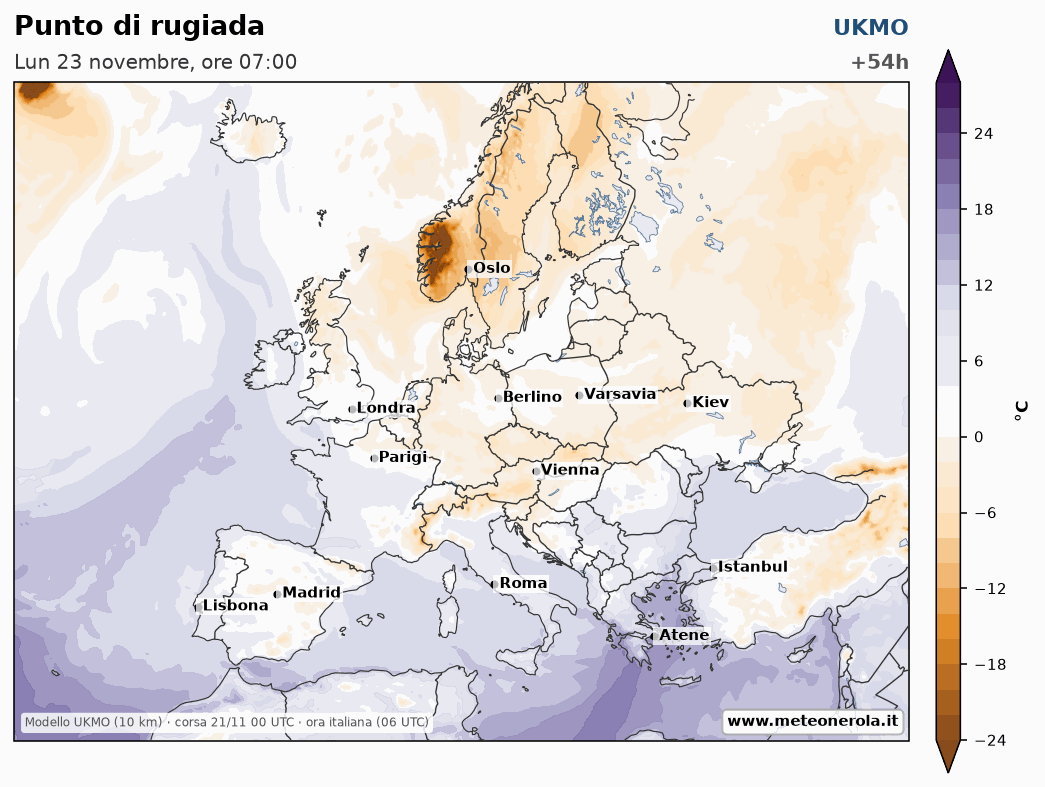 Punto di rugiada
UKMO
Lun 23 novembre, ore 07:00
+54h
Oslo
Londra
Berlino
Varsavia
Kiev
Parigi
Vienna
Istanbul
Roma
Madrid
Lisbona
Atene
Modello UKMO (10 km) · corsa 21/11 00 UTC · ora italiana (06 UTC)
www.meteonerola.it
24
18
12
6
0
−6
−12
−18
−24
°C